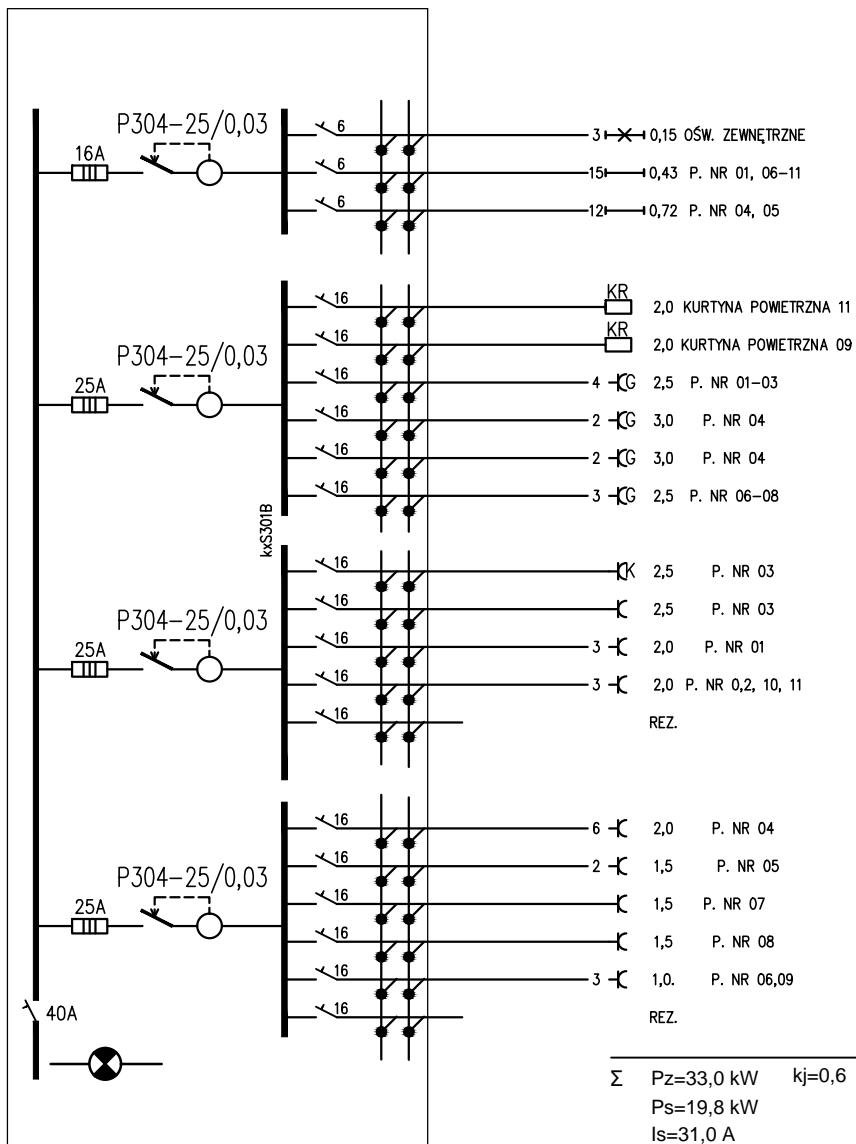 P304-25/0,03
16A
6 3 0,15 OŚW. ZEWNĘTRZNE
6 15 0,43 P. NR 01, 06-11
6 12 0,72 P. NR 04, 05
P304-25/0,03
25A
16 KR 2,0 KURTYNA POWIETRZNA 11
16 KR 2,0 KURTYNA POWIETRZNA 09
16 4 G 2,5 P. NR 01-03
16 2 G 3,0 P. NR 04
16 2 G 3,0 P. NR 04
16 3 G 2,5 P. NR 06-08
kxS301B
P304-25/0,03
25A
16 K 2,5 P. NR 03
16 2,5 P. NR 03
16 3 2,0 P. NR 01
16 3 2,0 P. NR 0,2, 10, 11
16 REZ.
P304-25/0,03
25A
16 6 2,0 P. NR 04
16 2 1,5 P. NR 05
16 1,5 P. NR 07
16 1,5 P. NR 08
16 3 1,0. P. NR 06,09
16 REZ.
40A
Σ Pz=33,0 kW kj=0,6
Ps=19,8 kW
Is=31,0 A